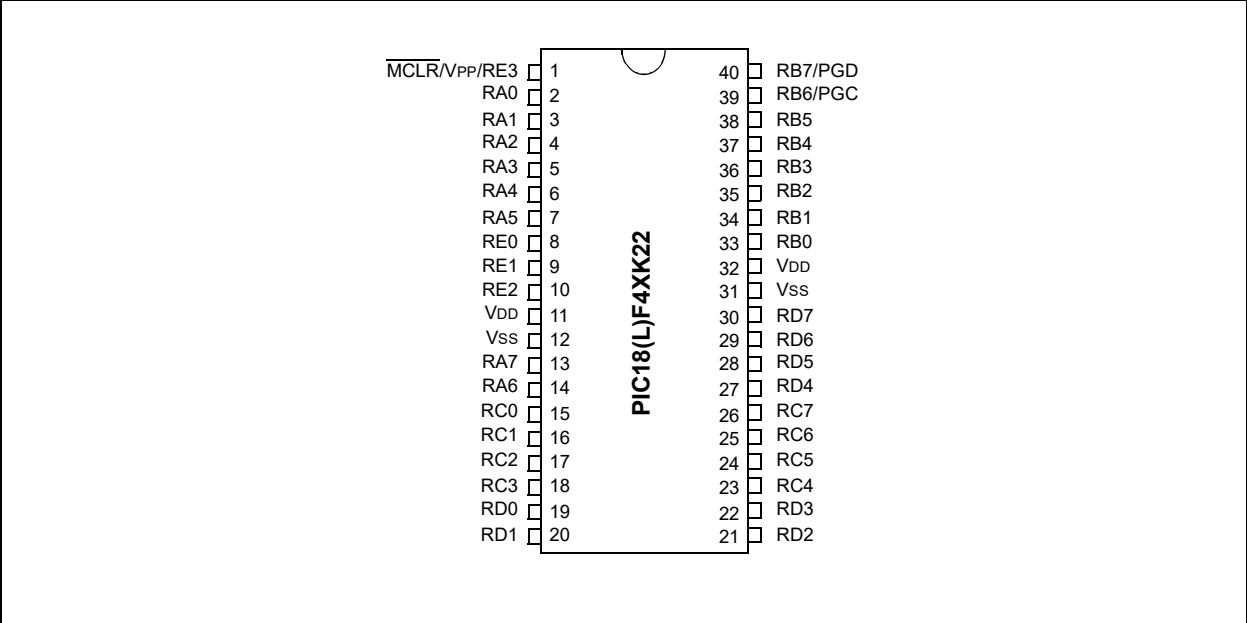 M̅C̅L̅R̅/VPP/RE3 1 40 RB7/PGD
RA0 2 39 RB6/PGC
RA1 3 38 RB5
RA2 4 37 RB4
RA3 5 36 RB3
RA4 6 35 RB2
RA5 7 34 RB1
RE0 8 33 RB0
RE1 9 32 VDD
RE2 10 31 VSS
VDD 11 30 RD7
VSS 12 29 RD6
RA7 13 28 RD5
RA6 14 27 RD4
RC0 15 26 RC7
RC1 16 25 RC6
RC2 17 24 RC5
RC3 18 23 RC4
RD0 19 22 RD3
RD1 20 21 RD2
PIC18(L)F4XK22